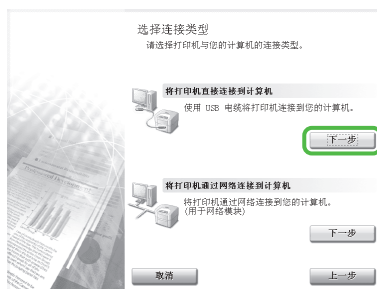 选择连接类型
请选择打印机与您的计算机的连接类型。
将打印机直接连接到计算机
使用 USB 电缆将打印机连接到您的计算机。
下一步
将打印机通过网络连接到计算机
将打印机通过网络连接到您的计算机。
(用于网络模块)
下一步
取消
上一步